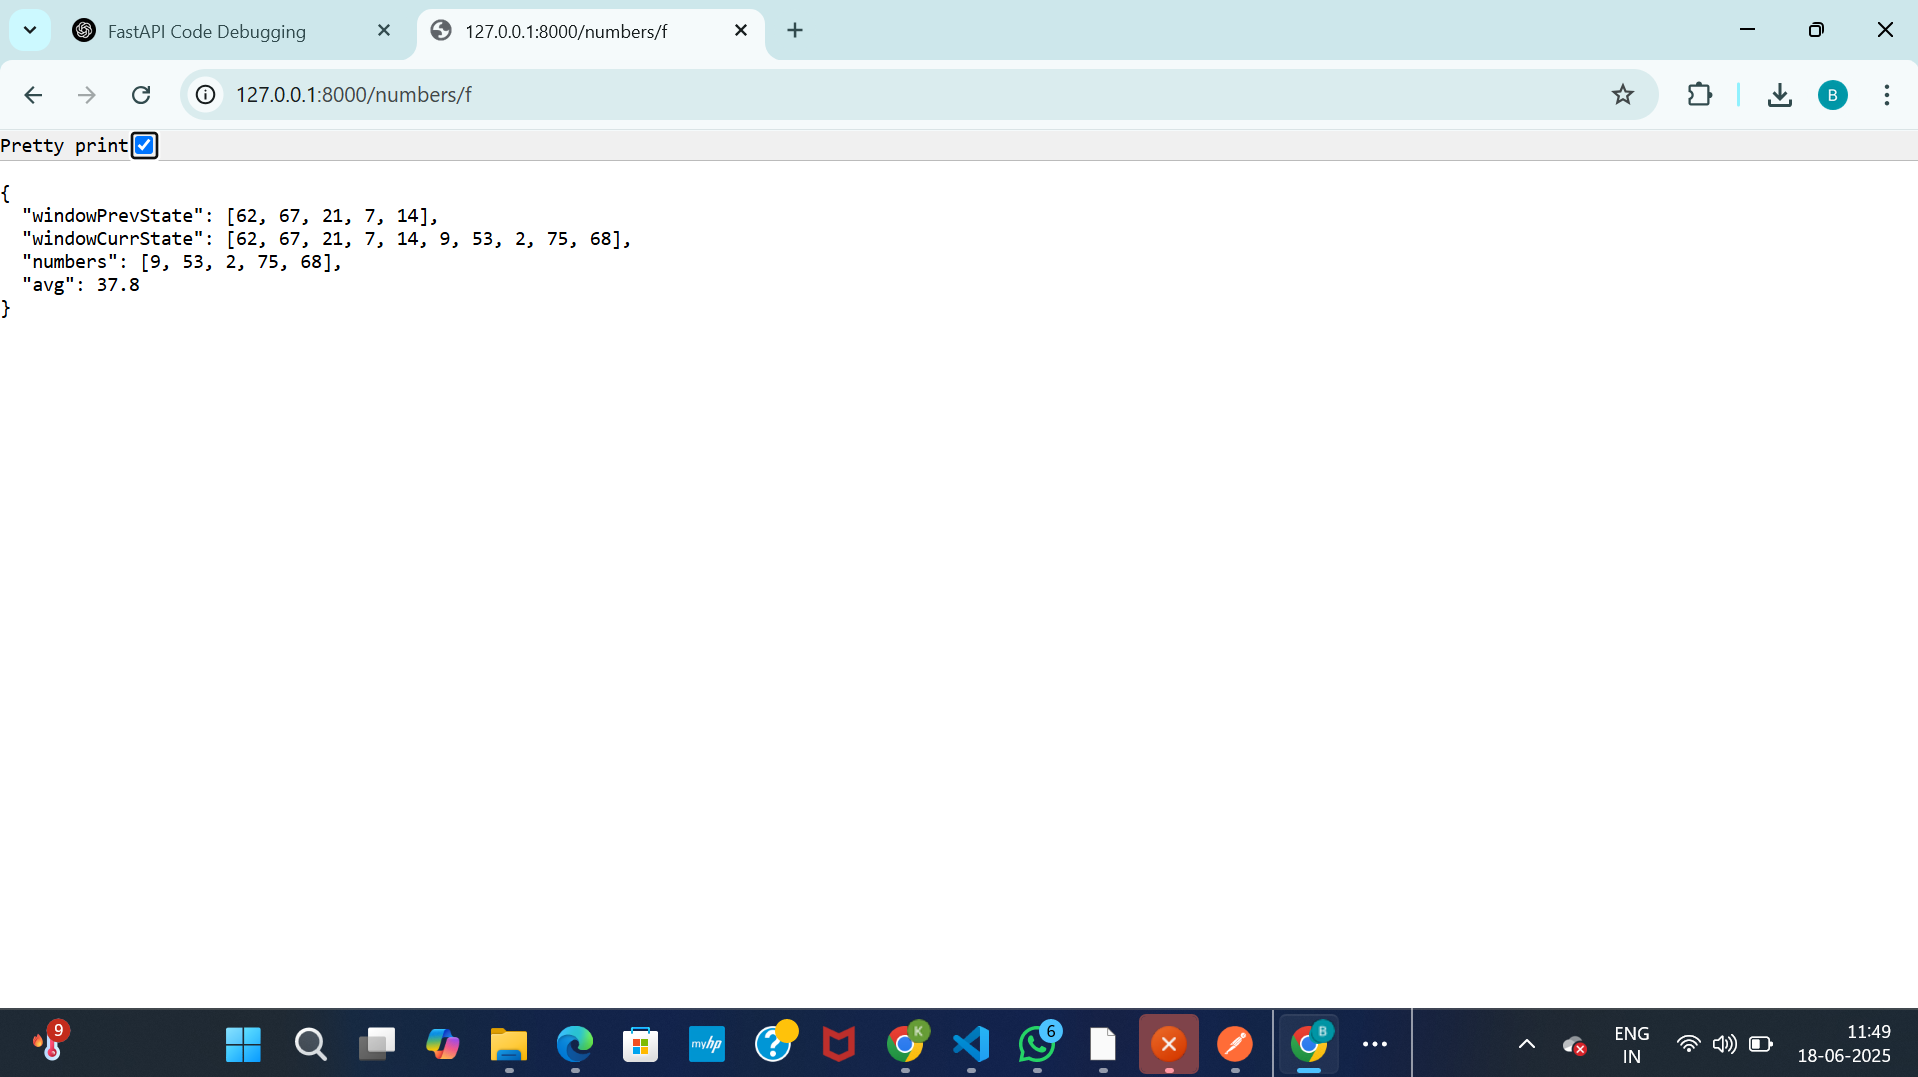 FastAPI Code Debugging
127.0.0.1:8000/numbers/f
127.0.0.1:8000/numbers/f
B
Pretty print
{
  "windowPrevState": [62, 67, 21, 7, 14],
  "windowCurrState": [62, 67, 21, 7, 14, 9, 53, 2, 75, 68],
  "numbers": [9, 53, 2, 75, 68],
  "avg": 37.8
}
9
myhp
?
K
6
B
ENG
IN
11:49
18-06-2025